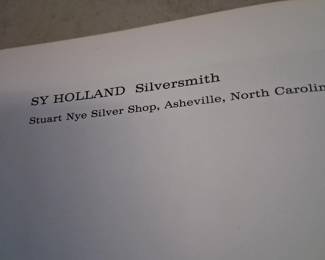 SY HOLLAND Silversmith
Stuart Nye Silver Shop, Asheville, North Carolin